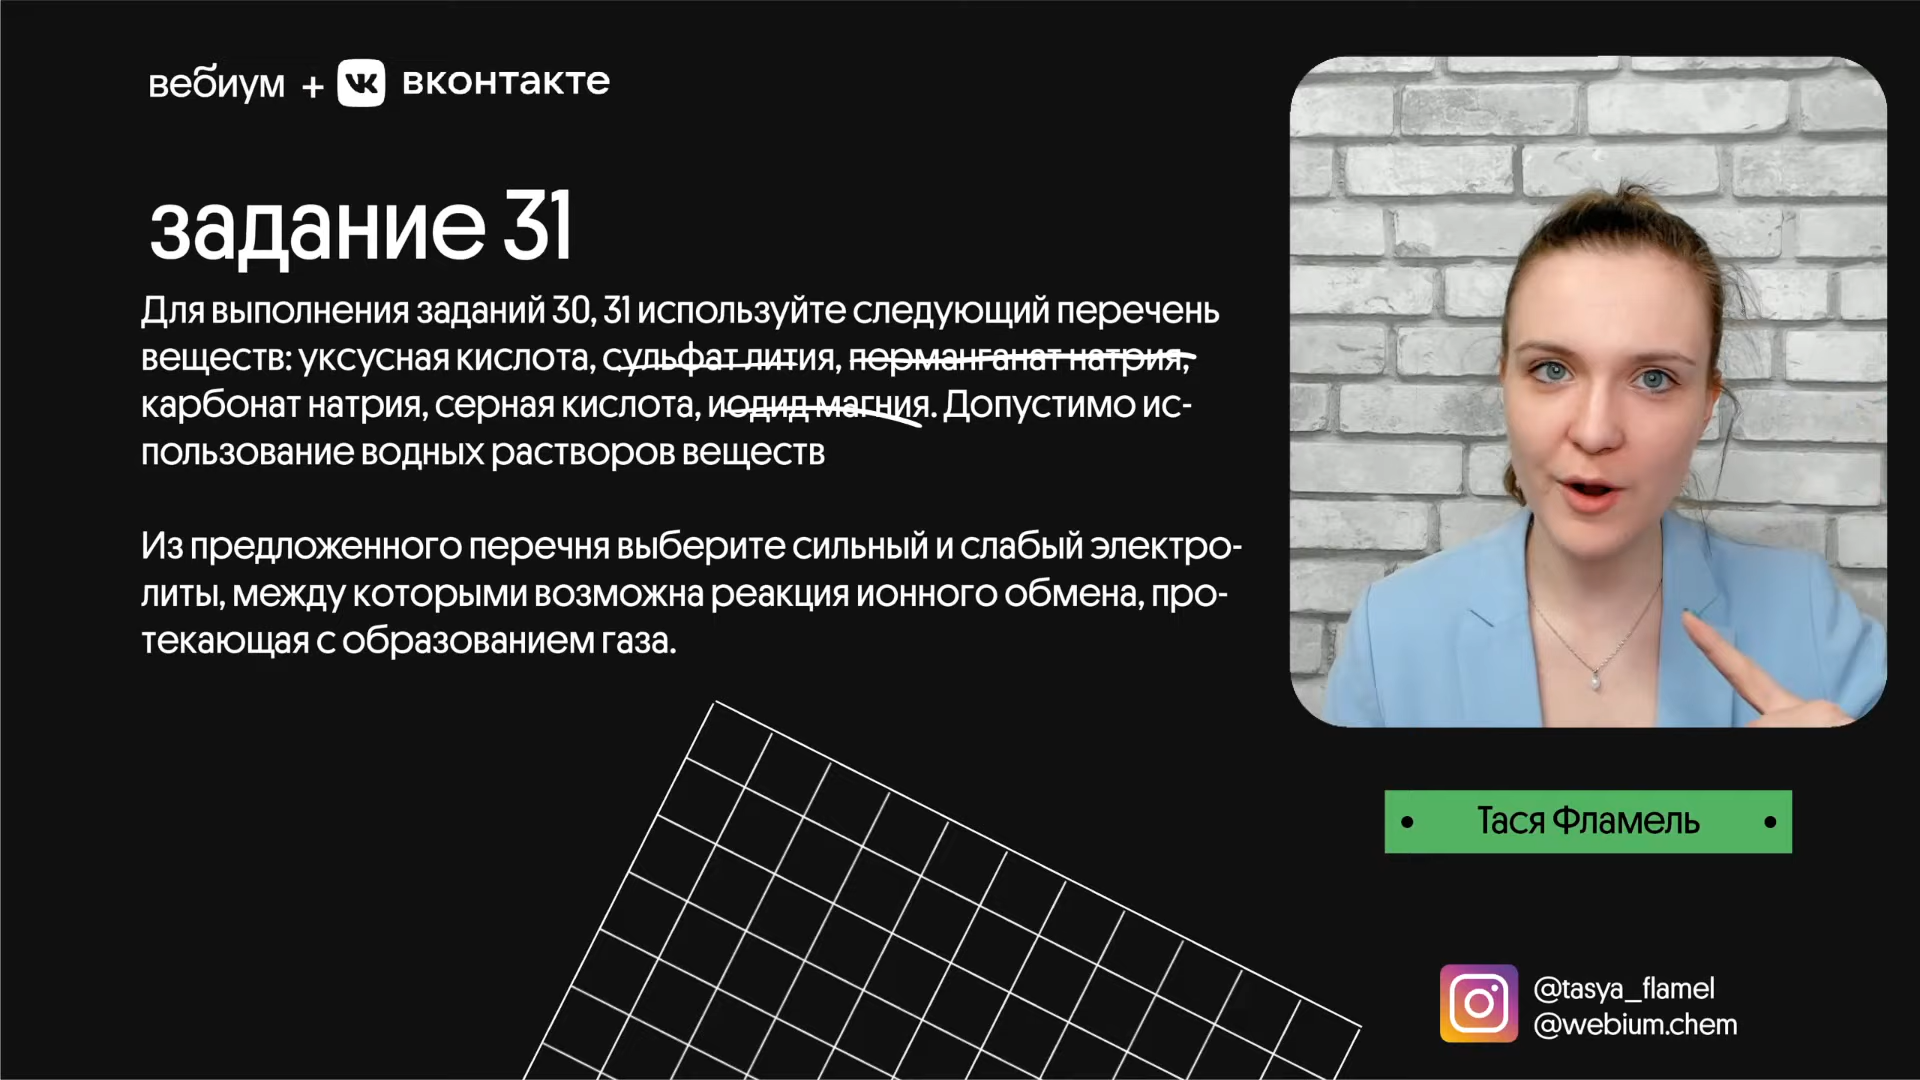 вебиум + вконтакте
задание 31
Для выполнения заданий 30, 31 используйте следующий перечень
веществ: уксусная кислота, сульфат лития, перманганат натрия,
карбонат натрия, серная кислота, иодид магния. Допустимо ис-
пользование водных растворов веществ
Из предложенного перечня выберите сильный и слабый электро-
литы, между которыми возможна реакция ионного обмена, про-
текающая с образованием газа.
Тася Фламель
@tasya_flamel
@webium.chem